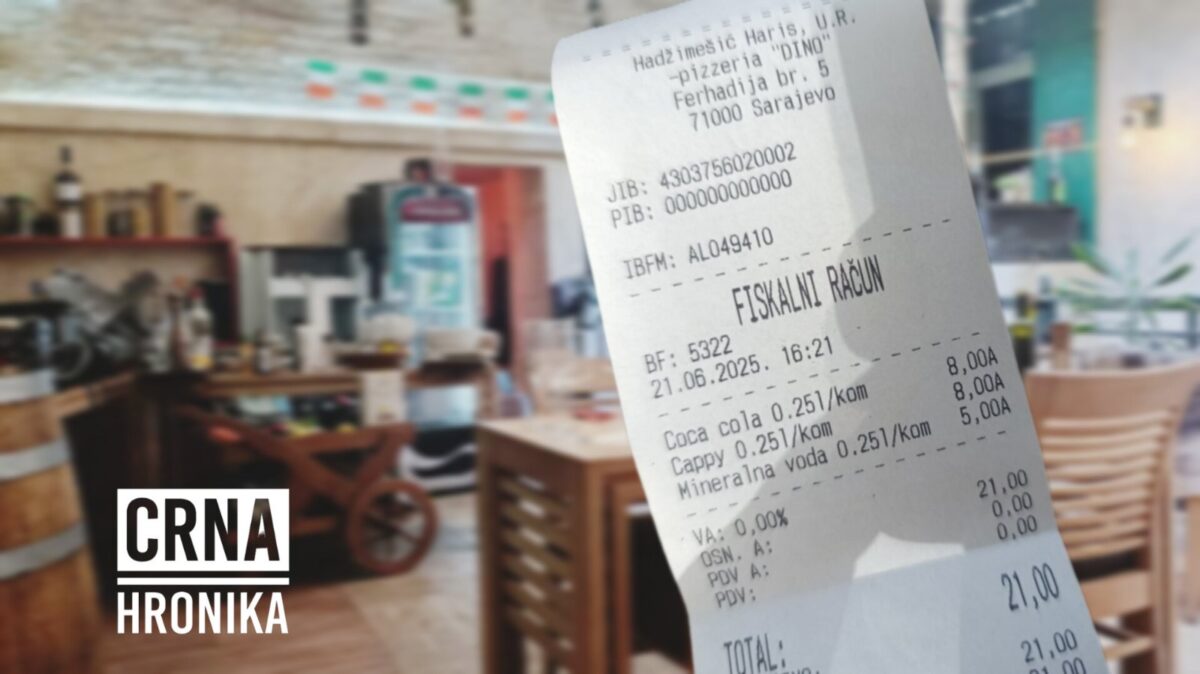 Hadžimešić Haris, U.R.
-pizzeria "DINO"
Ferhadija br. 5
71000 Sarajevo
JIB: 4303756020002
PIB: 000000000000
IBFM: AL049410
FISKALNI RAČUN
BF: 5322
21.06.2025. 16:21
Coca cola 0.25l/kom 8,00A
Cappy 0.25l/kom 8,00A
Mineralna voda 0.25l/kom 5,00A
VA: 0,00%
OSN. A: 21,00
PDV A: 0,00
PDV: 0,00
TOTAL: 21,00
21,00
CRNA
HRONIKA